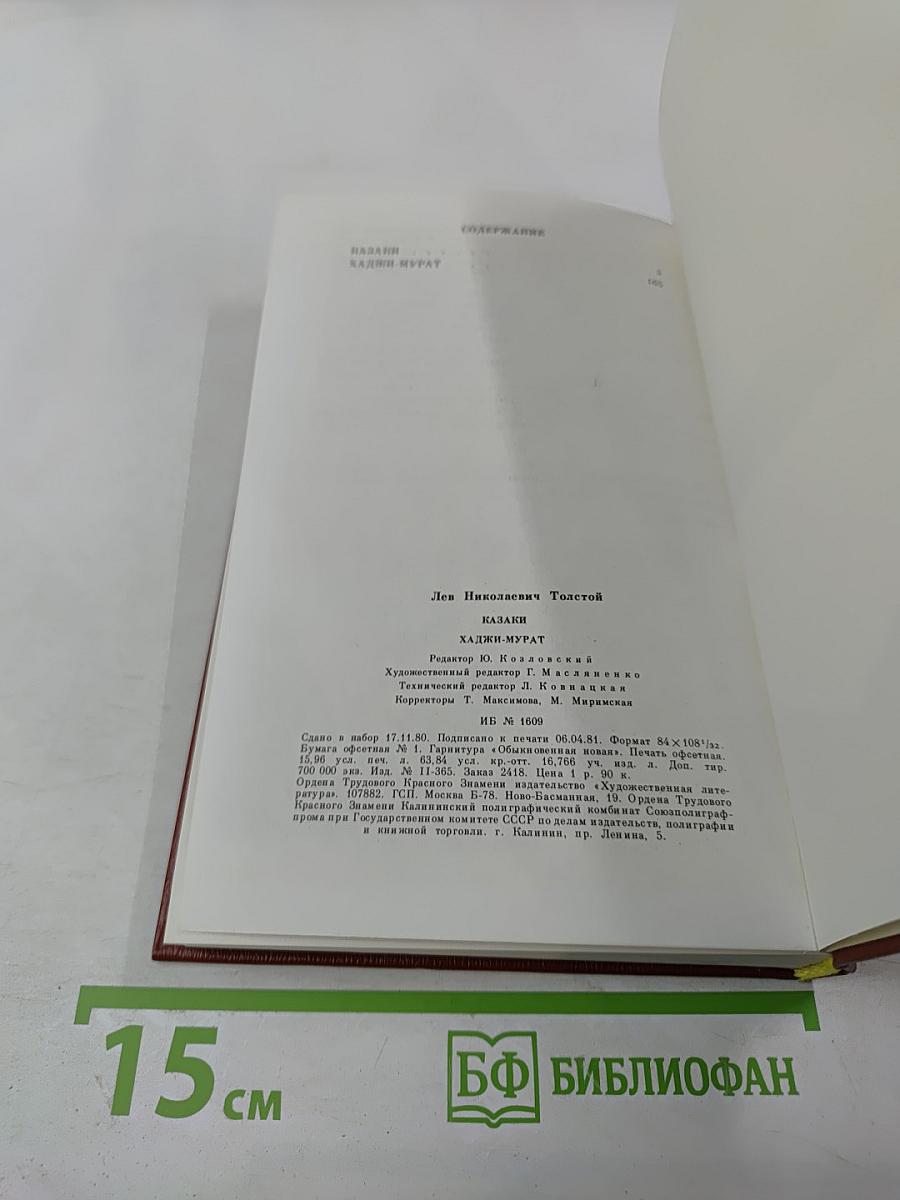 СОДЕРЖАНИЕ
КАЗАКИ 5
ХАДЖИ-МУРАТ 165
Лев Николаевич Толстой
КАЗАКИ
ХАДЖИ-МУРАТ
Редактор Ю. Козловский
Художественный редактор Г. Масляненко
Технический редактор Л. Ковнацкая
Корректоры Т. Максимова, М. Миримская
ИБ № 1609
Сдано в набор 17.11.80. Подписано к печати 06.04.81. Формат 84×108¹/₃₂.
Бумага офсетная № 1. Гарнитура «Обыкновенная новая». Печать офсетная.
15,96 усл. печ. л. 63,84 усл. кр.-отт. 16,766 уч. изд. л. Доп. тир.
700 000 экз. Изд. № II-365. Заказ 2418. Цена 1 р. 90 к.
Ордена Трудового Красного Знамени издательство «Художественная лите-
ратура». 107882. ГСП. Москва Б-78. Ново-Басманная, 19. Ордена Трудового
Красного Знамени Калининский полиграфический комбинат Союзполиграф-
прома при Государственном комитете СССР по делам издательств, полиграфии
и книжной торговли. г. Калинин, пр. Ленина, 5.
15 см
БФ БИБЛИОФАН